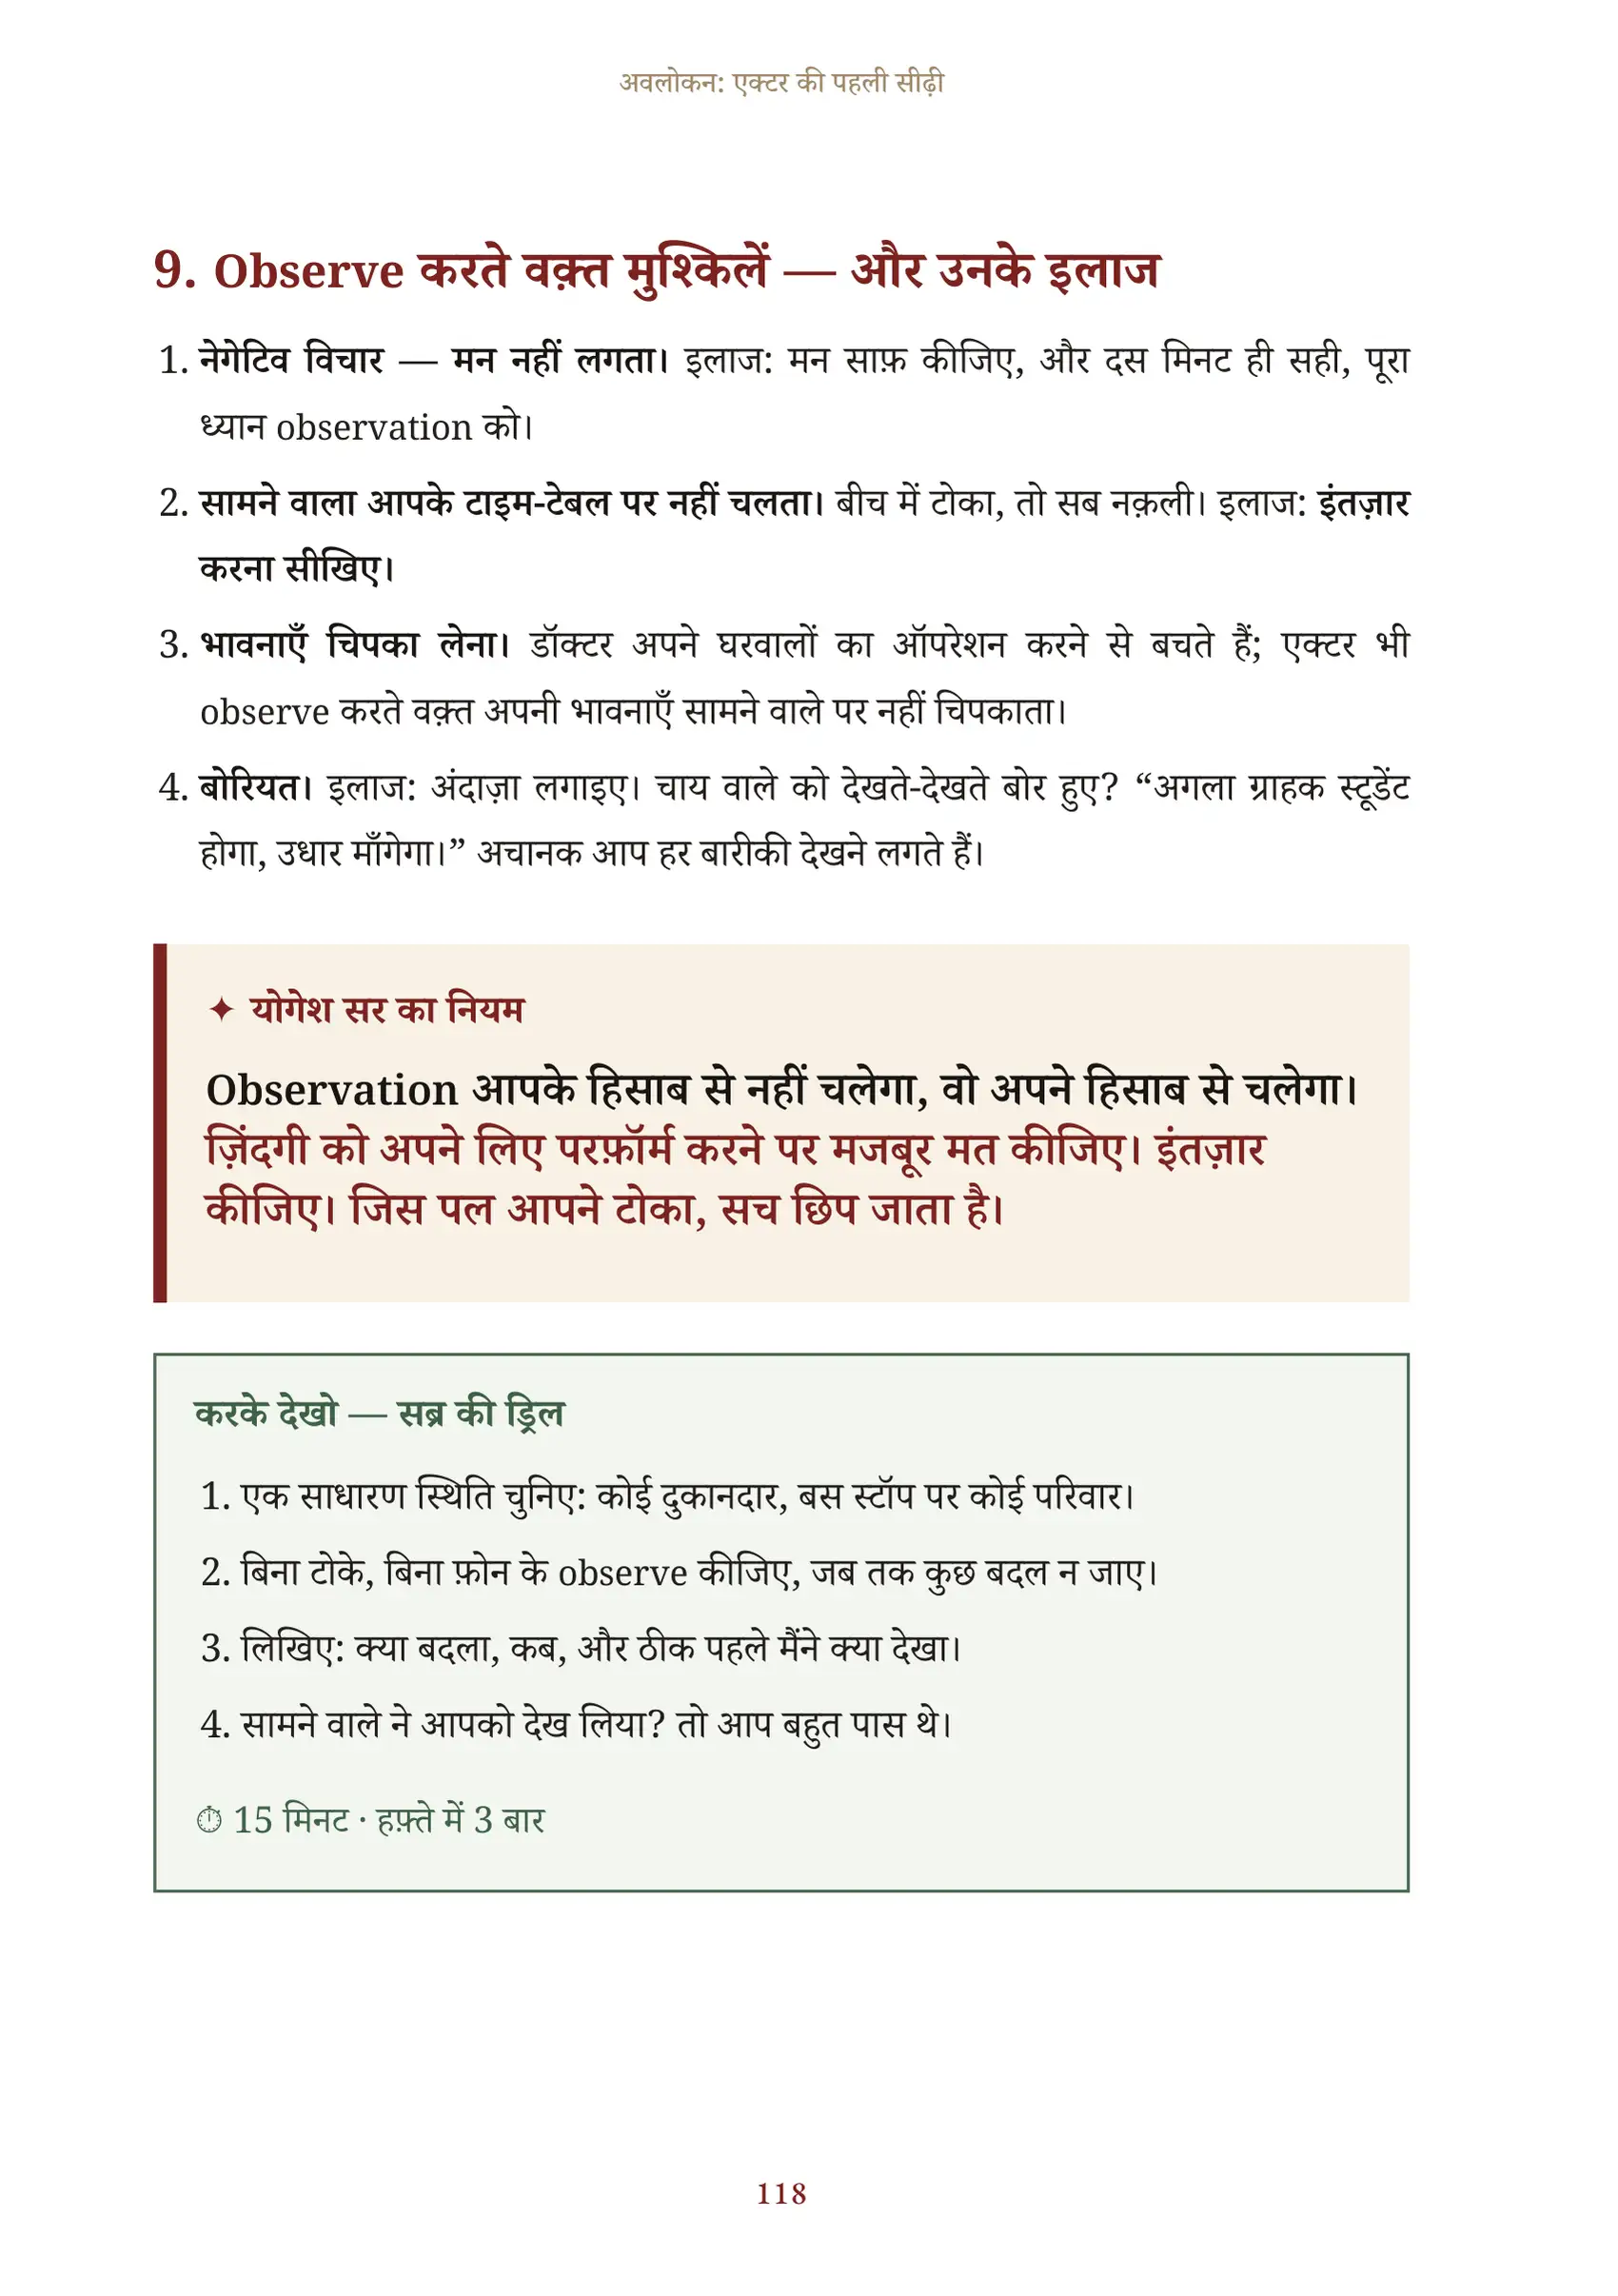 अवलोकन: एक्टर की पहली सीढ़ी
9. Observe करते वक़्त मुश्किलें — और उनके इलाज
1. नेगेटिव विचार — मन नहीं लगता। इलाज: मन साफ़ कीजिए, और दस मिनट ही सही, पूरा
ध्यान observation को।
2. सामने वाला आपके टाइम-टेबल पर नहीं चलता। बीच में टोका, तो सब नक़ली। इलाज: इंतज़ार
करना सीखिए।
3. भावनाएँ चिपका लेना। डॉक्टर अपने घरवालों का ऑपरेशन करने से बचते हैं; एक्टर भी
observe करते वक़्त अपनी भावनाएँ सामने वाले पर नहीं चिपकाता।
4. बोरियत। इलाज: अंदाज़ा लगाइए। चाय वाले को देखते-देखते बोर हुए? “अगला ग्राहक स्टूडेंट
होगा, उधार माँगेगा।” अचानक आप हर बारीकी देखने लगते हैं।
✦ योगेश सर का नियम
Observation आपके हिसाब से नहीं चलेगा, वो अपने हिसाब से चलेगा।
ज़िंदगी को अपने लिए परफ़ॉर्म करने पर मजबूर मत कीजिए। इंतज़ार
कीजिए। जिस पल आपने टोका, सच छिप जाता है।
करके देखो — सब्र की ड्रिल
1. एक साधारण स्थिति चुनिए: कोई दुकानदार, बस स्टॉप पर कोई परिवार।
2. बिना टोके, बिना फ़ोन के observe कीजिए, जब तक कुछ बदल न जाए।
3. लिखिए: क्या बदला, कब, और ठीक पहले मैंने क्या देखा।
4. सामने वाले ने आपको देख लिया? तो आप बहुत पास थे।
⏱ 15 मिनट · हफ़्ते में 3 बार
118